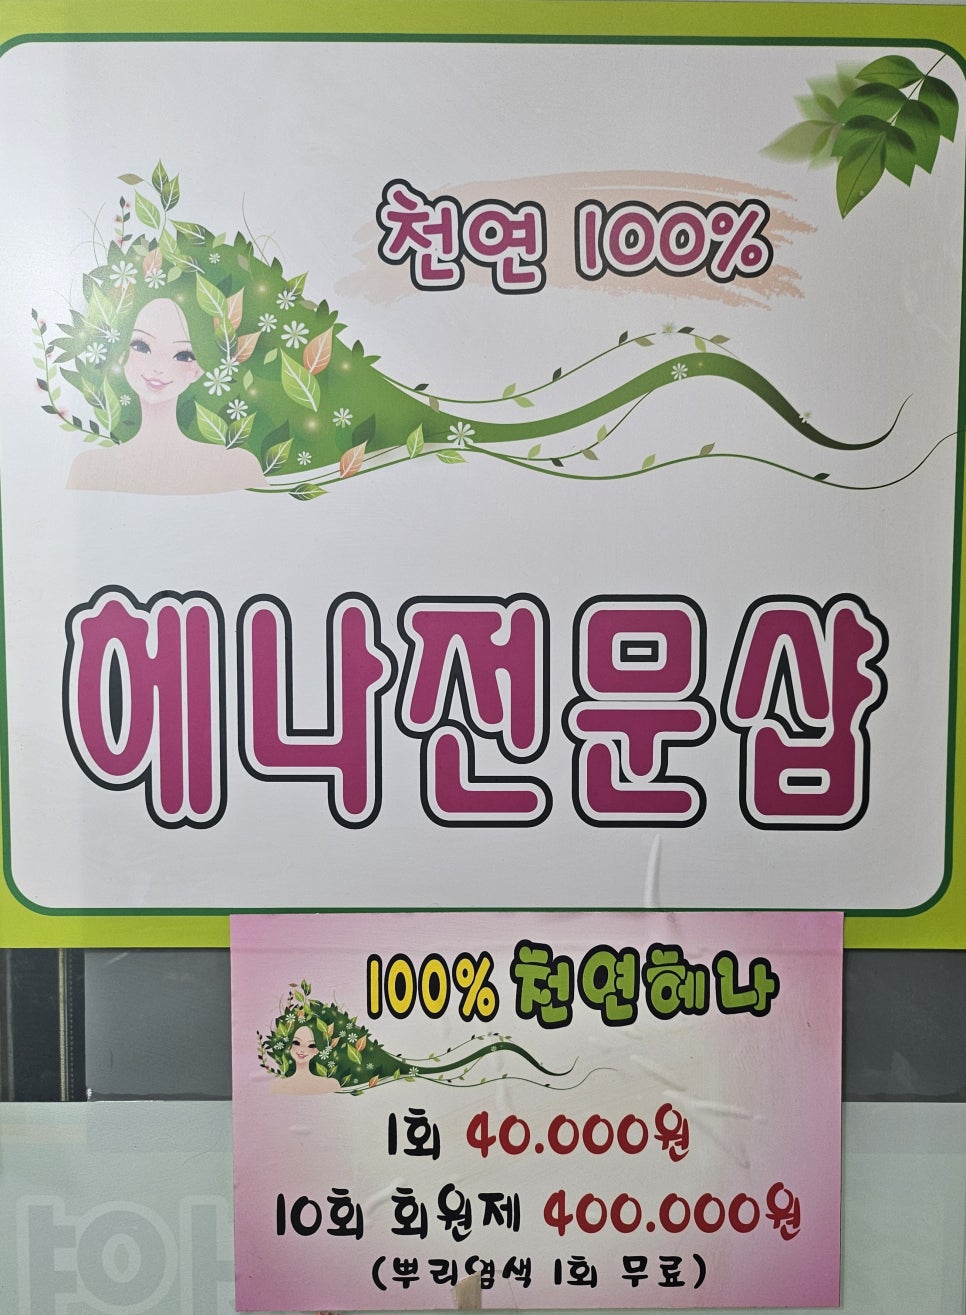 천연 100%
헤나전문샵
100% 천연헤나
1회 40.000원
10회 회원제 400.000원
(뿌리염색 1회 무료)